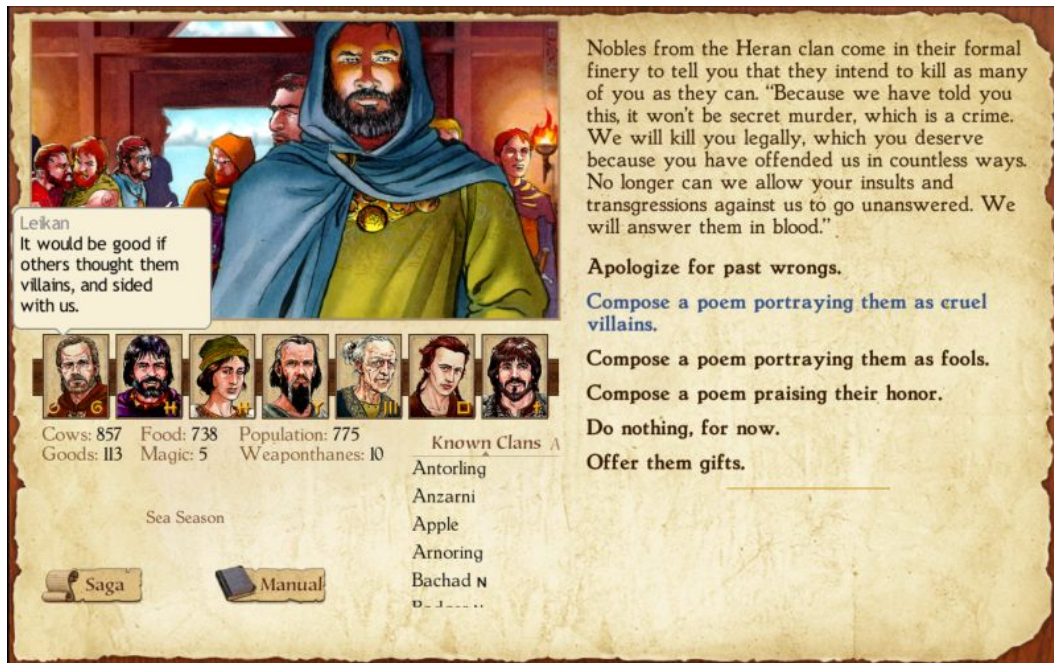 Nobles from the Heran clan come in their formal
finery to tell you that they intend to kill as many
of you as they can. “Because we have told you
this, it won’t be secret murder, which is a crime.
We will kill you legally, which you deserve
because you have offended us in countless ways.
No longer can we allow your insults and
transgressions against us to go unanswered. We
will answer them in blood.”
Apologize for past wrongs.
Compose a poem portraying them as cruel
villains.
Compose a poem portraying them as fools.
Compose a poem praising their honor.
Do nothing, for now.
Offer them gifts.
Leikan
It would be good if
others thought them
villains, and sided
with us.
Cows: 857 Food: 738 Population: 775
Goods: 113 Magic: 5 Weaponthanes: 10
Sea Season
Saga
Manual
Known Clans A
Antorling
Anzarni
Apple
Arnoring
Bachad N